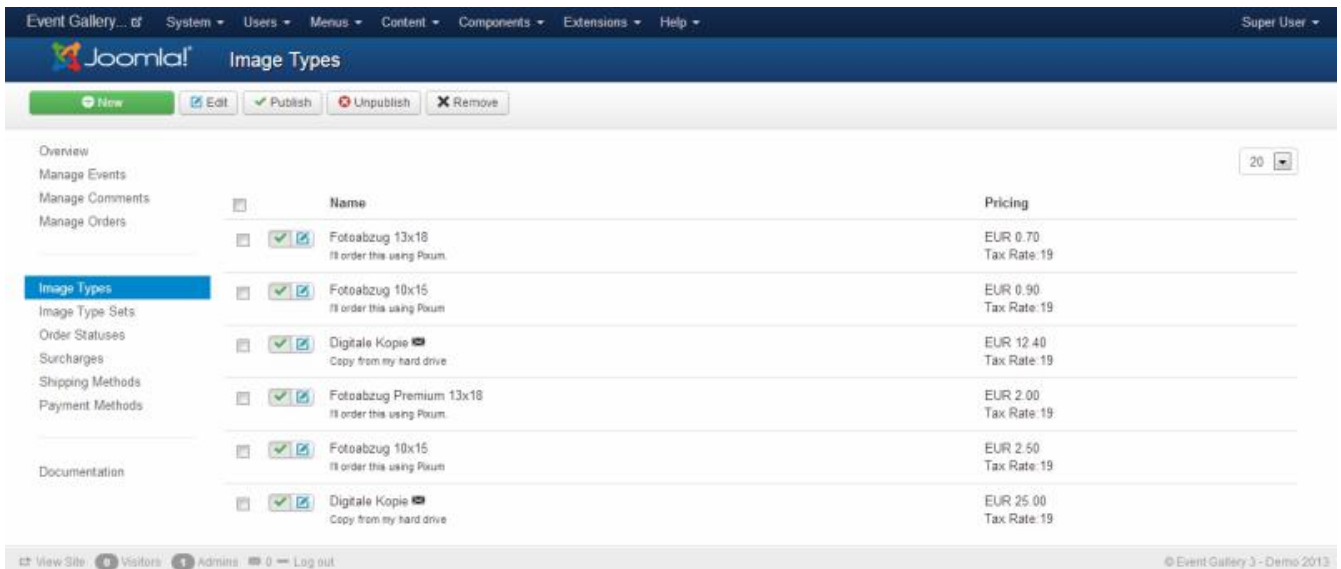 Event Gallery... System Users Menus Content Components Extensions Help Super User
Joomla! Image Types
New Edit Publish Unpublish Remove
Overview
Manage Events
Manage Comments
Manage Orders
Image Types
Image Type Sets
Order Statuses
Surcharges
Shipping Methods
Payment Methods
Documentation
20
Name Pricing
Fotoabzug 13x18 EUR 0.70
I'll order this using Pixum. Tax Rate: 19
Fotoabzug 10x15 EUR 0.90
I'll order this using Pixum Tax Rate: 19
Digitale Kopie EUR 12.40
Copy from my hard drive Tax Rate: 19
Fotoabzug Premium 13x18 EUR 2.00
I'll order this using Pixum. Tax Rate: 19
Fotoabzug 10x15 EUR 2.50
I'll order this using Pixum Tax Rate: 19
Digitale Kopie EUR 25.00
Copy from my hard drive Tax Rate: 19
View Site 0 Visitors 1 Admins 0 Log out © Event Gallery 3 - Demo 2013